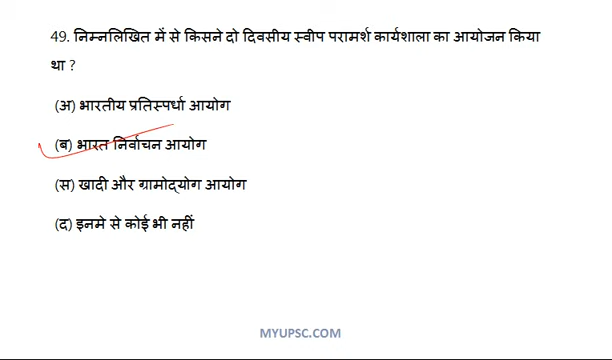 49. निम्नलिखित में से किसने दो दिवसीय स्वीप परामर्श कार्यशाला का आयोजन किया
था ?
(अ) भारतीय प्रतिस्पर्धा आयोग
(ब) भारत निर्वाचन आयोग
(स) खादी और ग्रामोद्योग आयोग
(द) इनमे से कोई भी नहीं
MYUPSC.COM